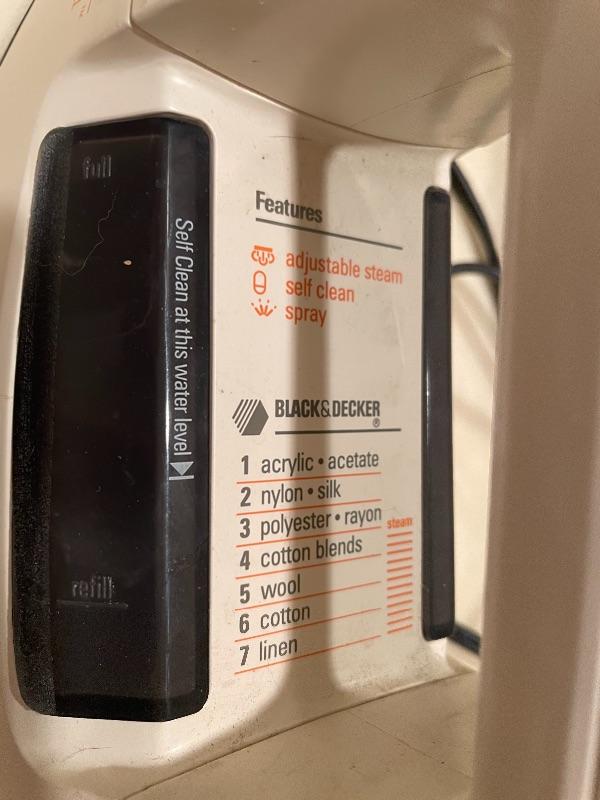 full
Self Clean at this water level
refill
Features
adjustable steam
self clean
spray
BLACK&DECKER®
1 acrylic • acetate
2 nylon • silk
3 polyester • rayon
steam
4 cotton blends
5 wool
6 cotton
7 linen